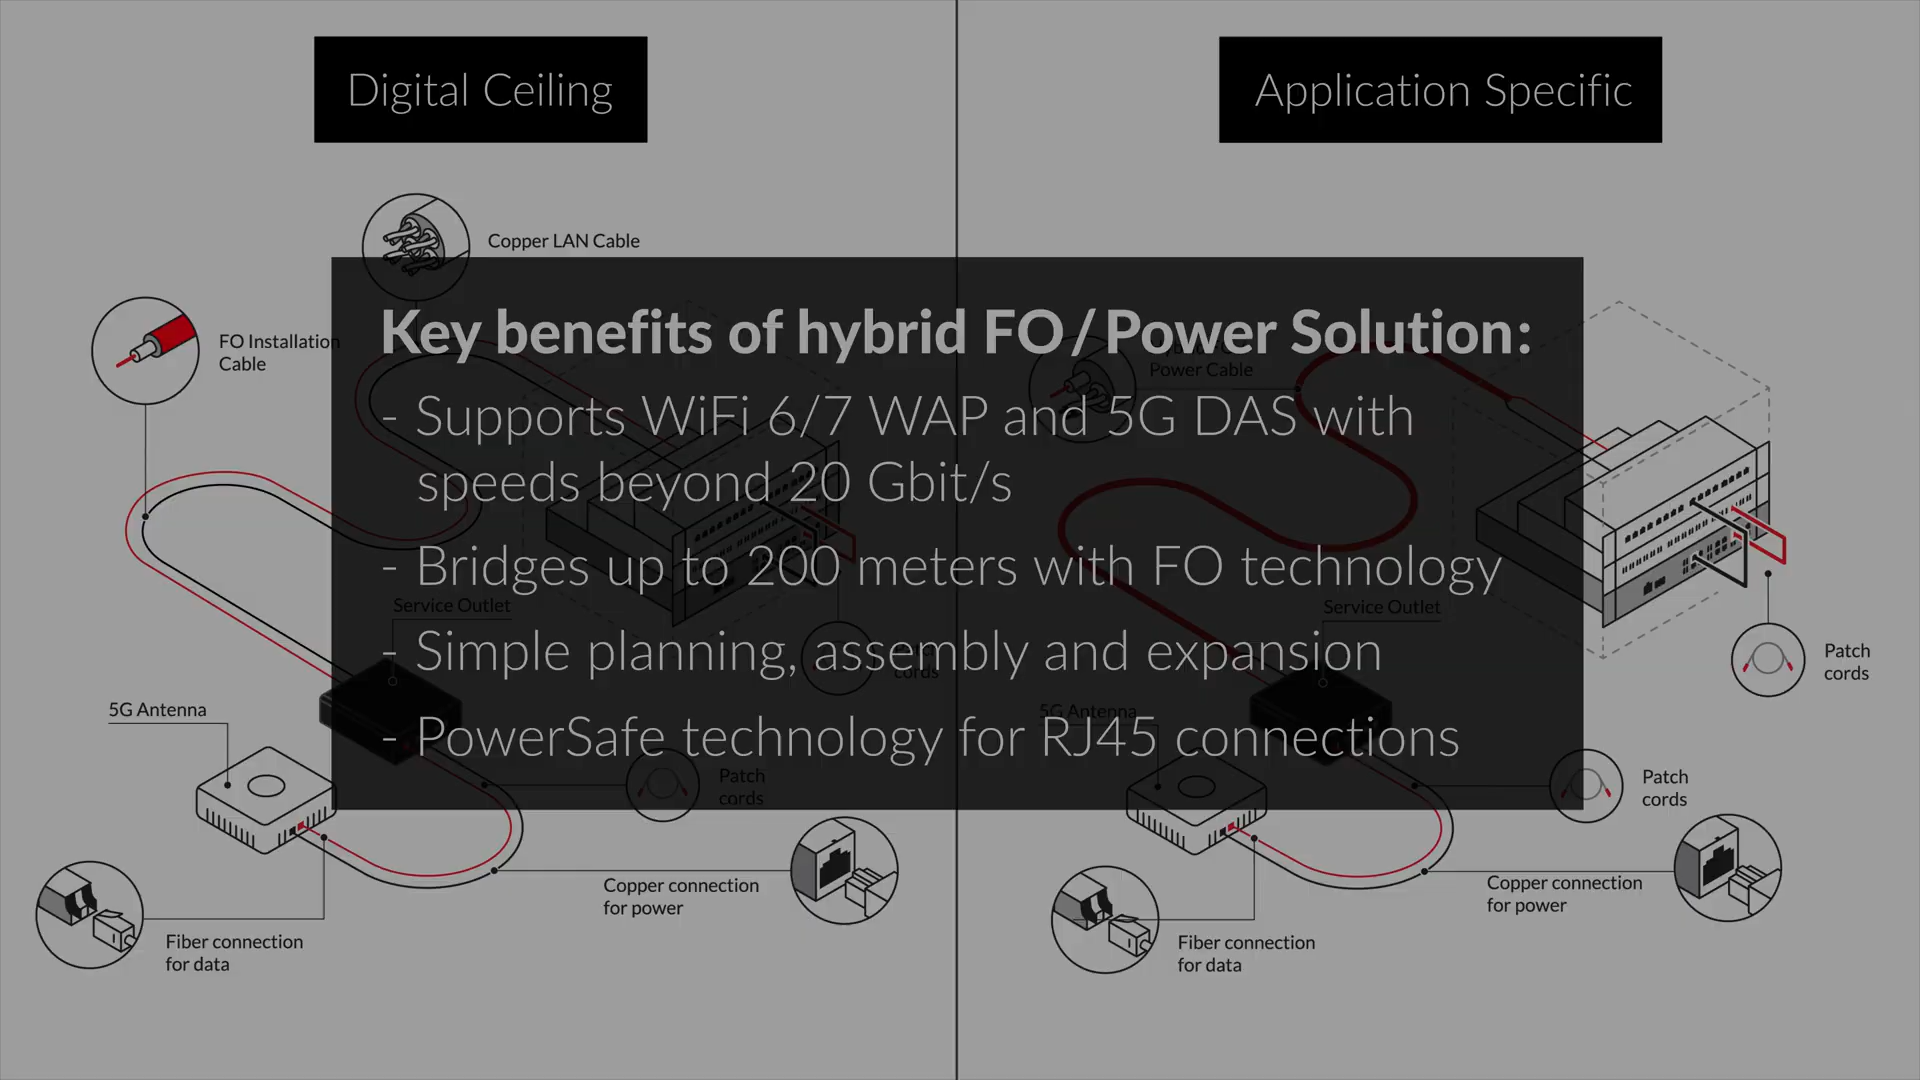 Digital Ceiling
Application Specific
Copper LAN Cable
FO Installation
Cable
Key benefits of hybrid FO/Power Solution:
- Supports WiFi 6/7 WAP and 5G DAS with
speeds beyond 20 Gbit/s
- Bridges up to 200 meters with FO technology
- Simple planning, assembly and expansion
- PowerSafe technology for RJ45 connections
Power Cable
Service Outlet
Service Outlet
cords
Patch
cords
5G Antenna
5G Antenna
Patch
cords
Patch
cords
Copper connection
for power
Copper connection
for power
Fiber connection
for data
Fiber connection
for data